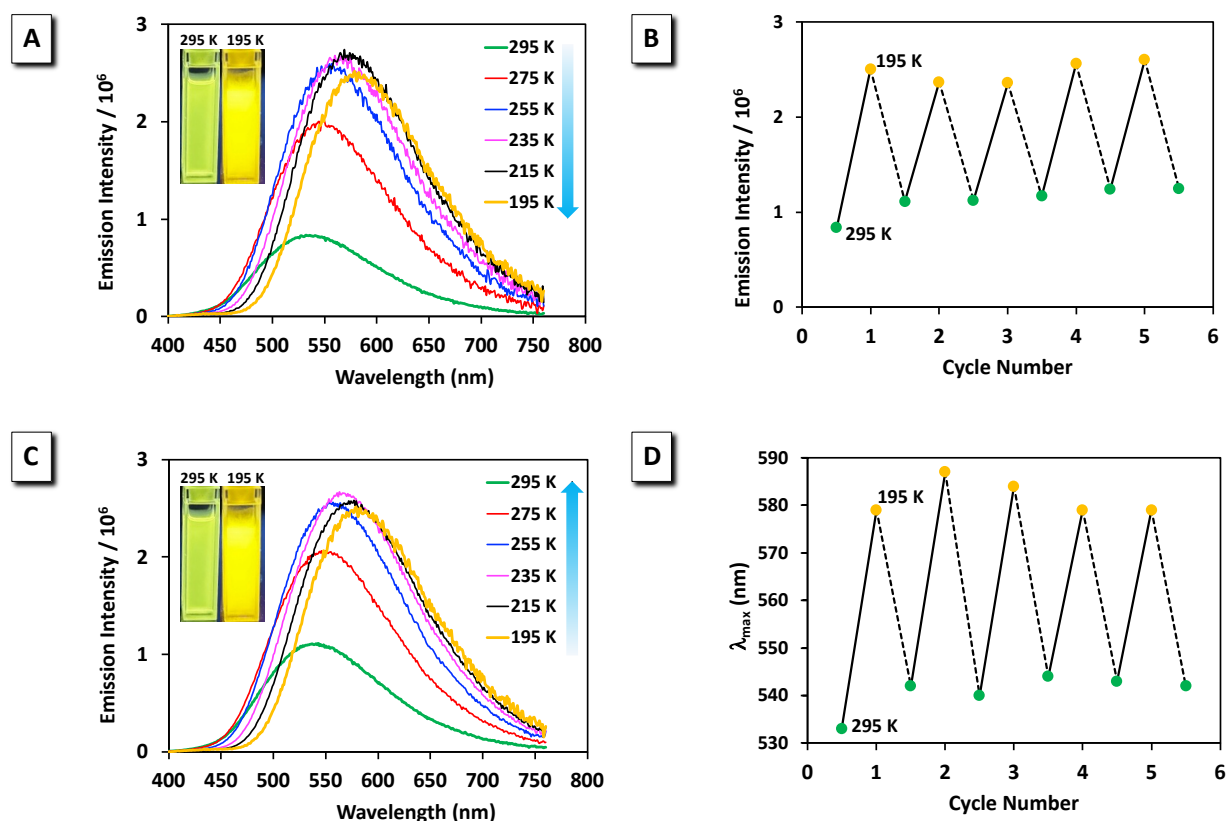 A
295 K 195 K
295 K
275 K
255 K
235 K
215 K
195 K
3
2
1
0
400 450 500 550 600 650 700 750 800
Emission Intensity / 10⁶
Wavelength (nm)
B
3
2
1
0
0 1 2 3 4 5 6
195 K
295 K
Emission Intensity / 10⁶
Cycle Number
C
295 K 195 K
295 K
275 K
255 K
235 K
215 K
195 K
3
2
1
0
400 450 500 550 600 650 700 750 800
Emission Intensity / 10⁶
Wavelength (nm)
D
590
580
570
560
550
540
530
0 1 2 3 4 5 6
195 K
295 K
λmax (nm)
Cycle Number